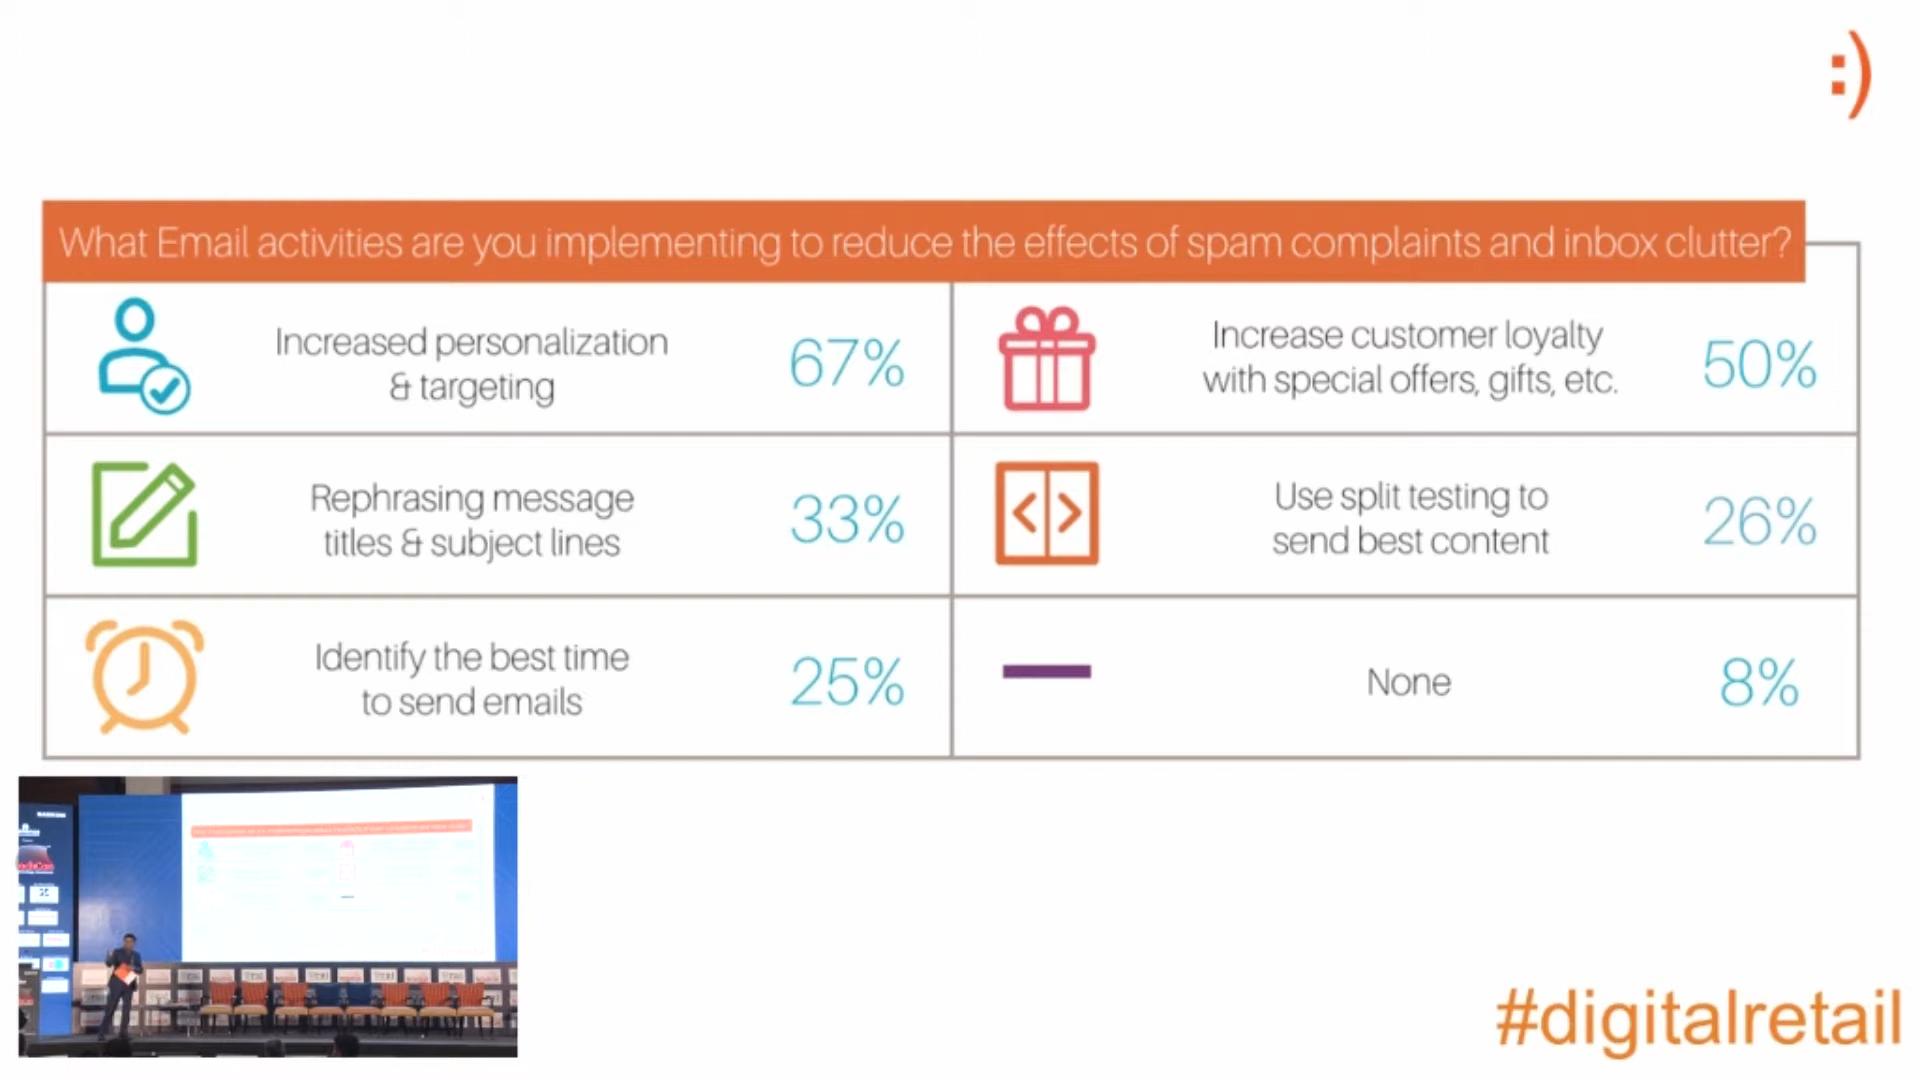 :)
What Email activities are you implementing to reduce the effects of spam complaints and inbox clutter?
Increased personalization
& targeting
67%
Increase customer loyalty
with special offers, gifts, etc.
50%
Rephrasing message
titles & subject lines
33%
Use split testing to
send best content
26%
Identify the best time
to send emails
25%
None
8%
#digitalretail